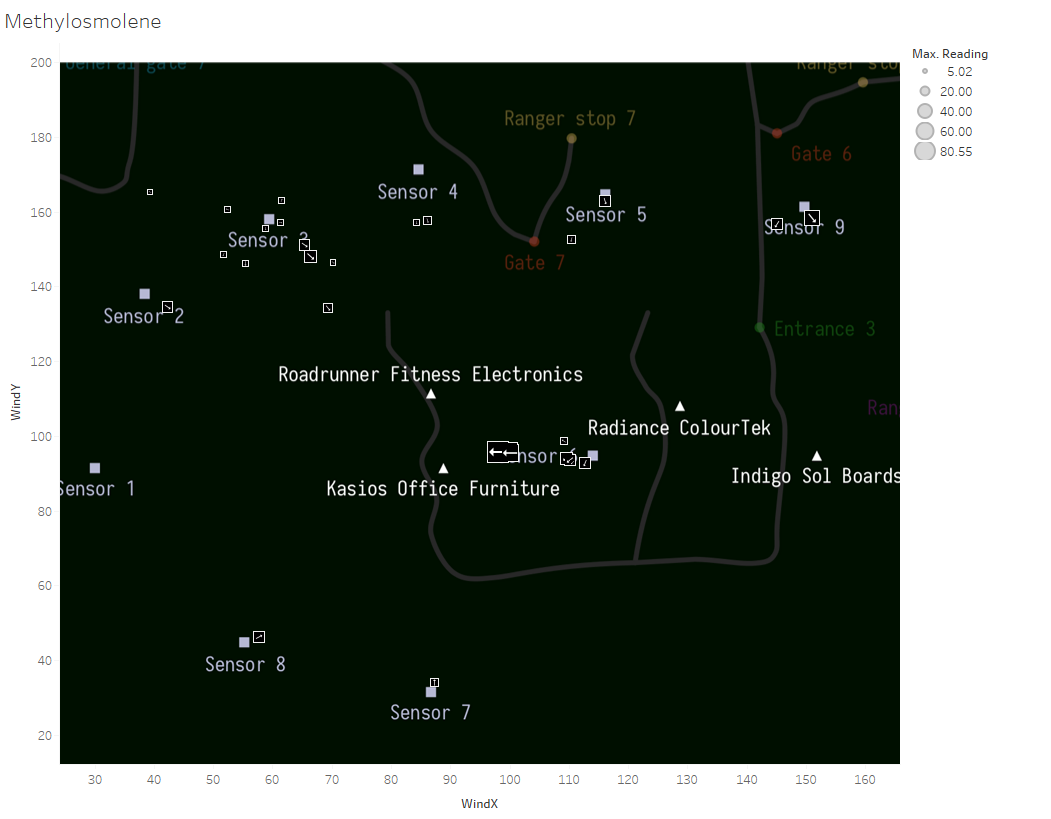 Methylosmolene
Max. Reading
5.02
20.00
40.00
60.00
80.55
200
180
160
140
120
100
80
60
40
20
WindY
General gate 7
Ranger sto
Ranger stop 7
Gate 6
Sensor 4
Sensor 5
Sensor 9
Sensor 3
Gate 7
Sensor 2
Entrance 3
Roadrunner Fitness Electronics
Ran
Radiance ColourTek
nsor
Indigo Sol Boards
Sensor 1
Kasios Office Furniture
Sensor 8
Sensor 7
30
40
50
60
70
80
90
100
110
120
130
140
150
160
WindX